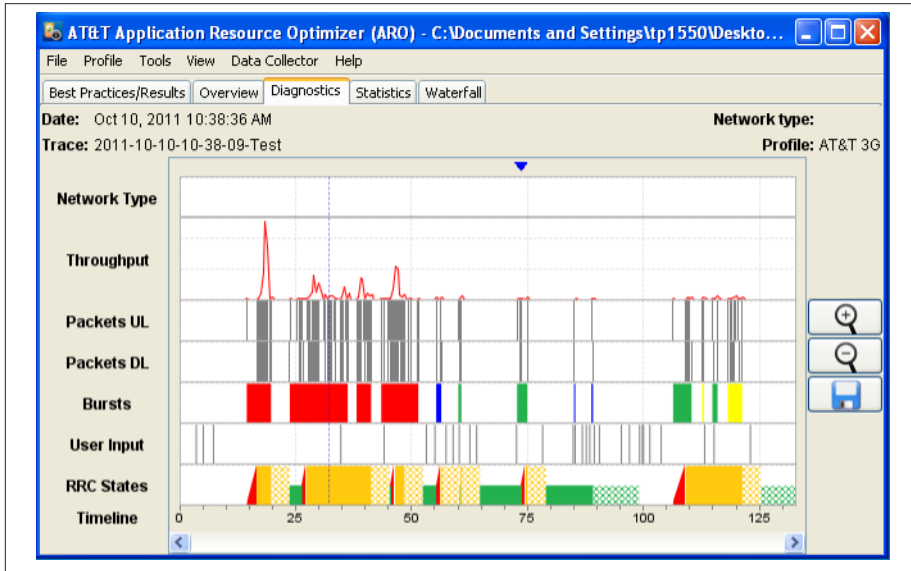 AT&T Application Resource Optimizer (ARO) - C:\Documents and Settings\tp1550\Deskto...
File Profile Tools View Data Collector Help
Best Practices/Results Overview Diagnostics Statistics Waterfall
Date: Oct 10, 2011 10:38:36 AM Network type:
Trace: 2011-10-10-10-38-09-Test Profile: AT&T 3G
Network Type
Throughput
Packets UL
Packets DL
Bursts
User Input
RRC States
Timeline 0 25 50 75 100 125